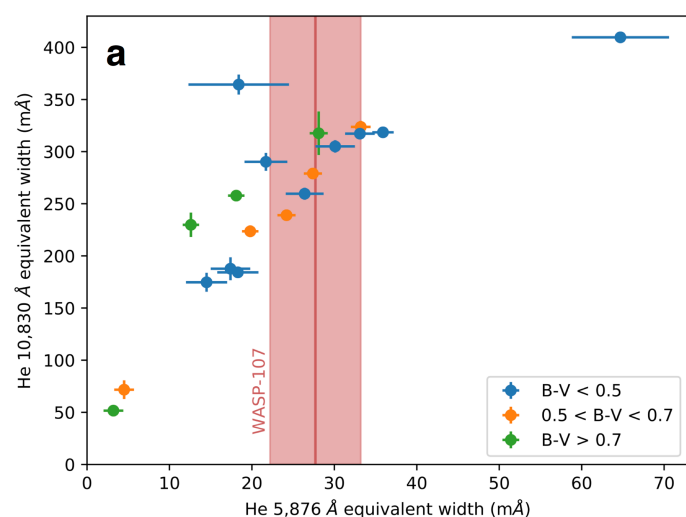 a
400
350
300
250
200
150
100
50
0
He 10,830 Å equivalent width (mÅ)
WASP-107
B-V < 0.5
0.5 < B-V < 0.7
B-V > 0.7
0 10 20 30 40 50 60 70
He 5,876 Å equivalent width (mÅ)